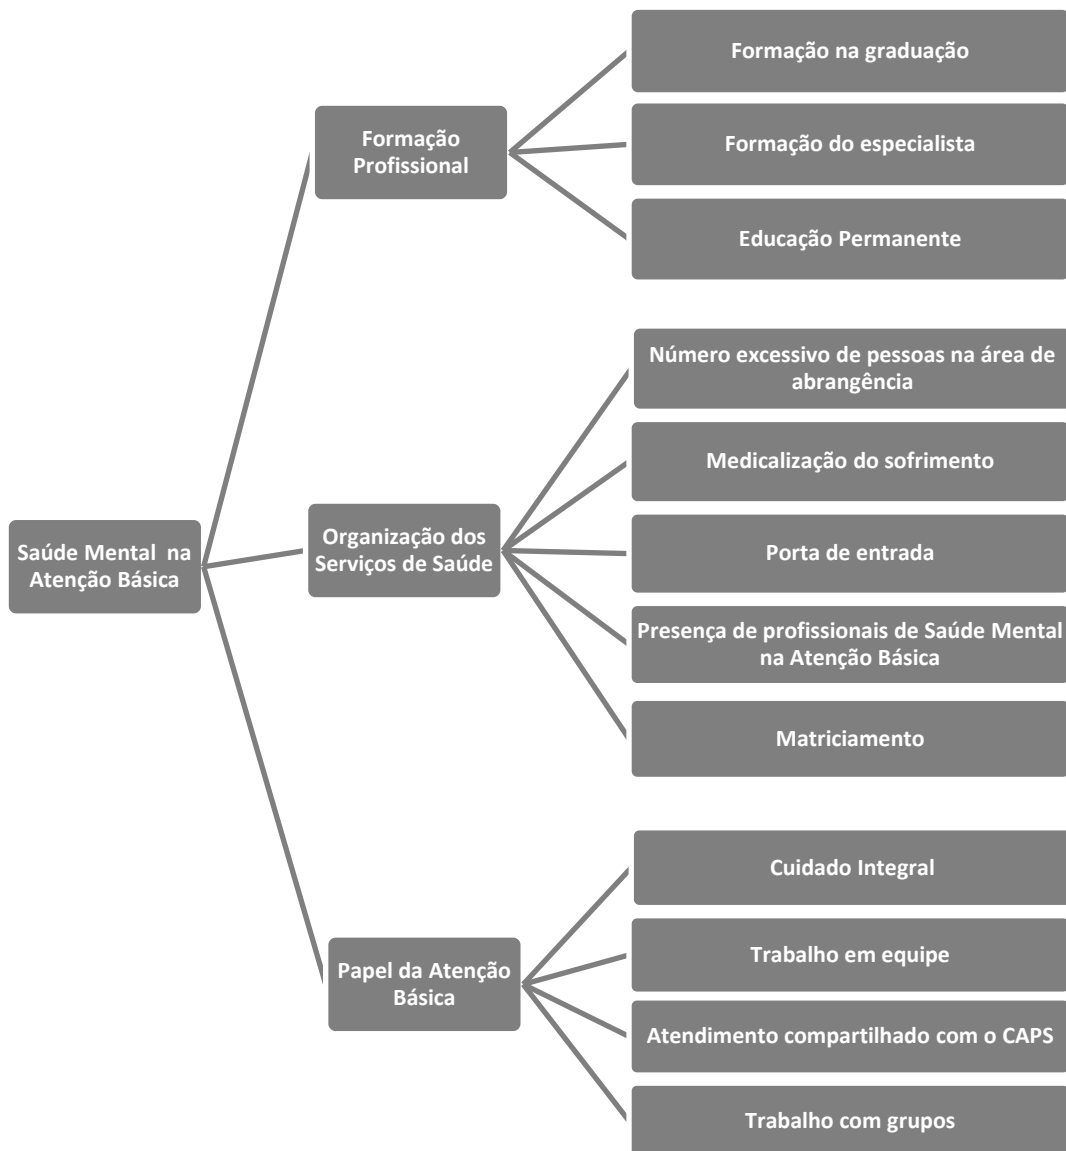 Formação na graduação
Formação
Profissional
Formação do especialista
Educação Permanente
Número excessivo de pessoas na área de
abrangência
Medicalização do sofrimento
Saúde Mental na
Atenção Básica
Organização dos
Serviços de Saúde
Porta de entrada
Presença de profissionais de Saúde Mental
na Atenção Básica
Matriciamento
Cuidado Integral
Papel da Atenção
Básica
Trabalho em equipe
Atendimento compartilhado com o CAPS
Trabalho com grupos